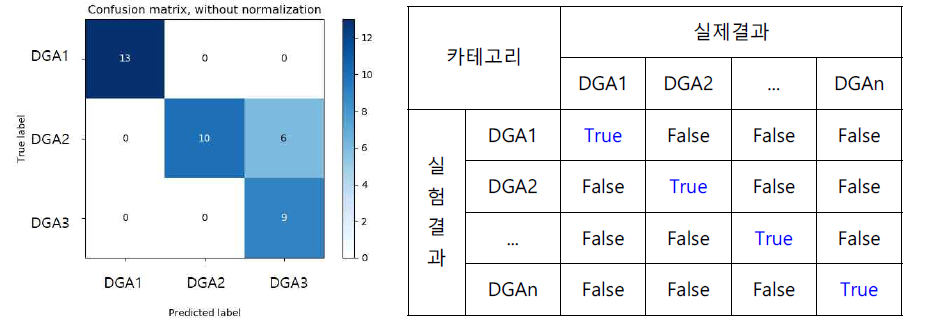 Confusion matrix, without normalization
True label
DGA1 13 0 0
DGA2 0 10 6
DGA3 0 0 9
DGA1 DGA2 DGA3
Predicted label
12
10
8
6
4
2
0
카테고리 실제결과
DGA1 DGA2 ... DGAn
실험결과
DGA1 True False False False
DGA2 False True False False
... False False True False
DGAn False False False True